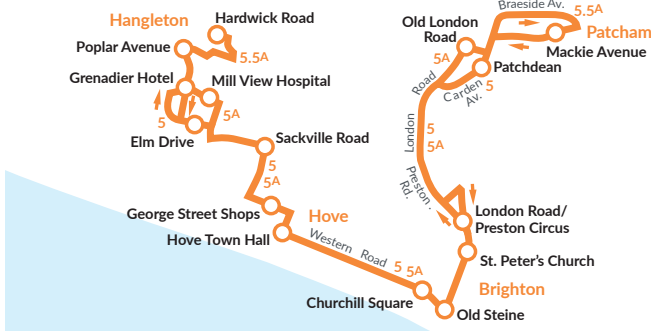 Braeside Av.
Hangleton
Hardwick Road
Old London
Road
5.5A
Patcham
Poplar Avenue
5.5A
5A
Mackie Avenue
Patchdean
Grenadier Hotel
Mill View Hospital
Road
Carden
Av.
5
5
5A
Elm Drive
Sackville Road
London
5
5A
5
5A
Preston
Rd.
George Street Shops
Hove
London Road/
Preston Circus
Hove Town Hall
Western Road
5 5A
St. Peter's Church
Brighton
Churchill Square
Old Steine